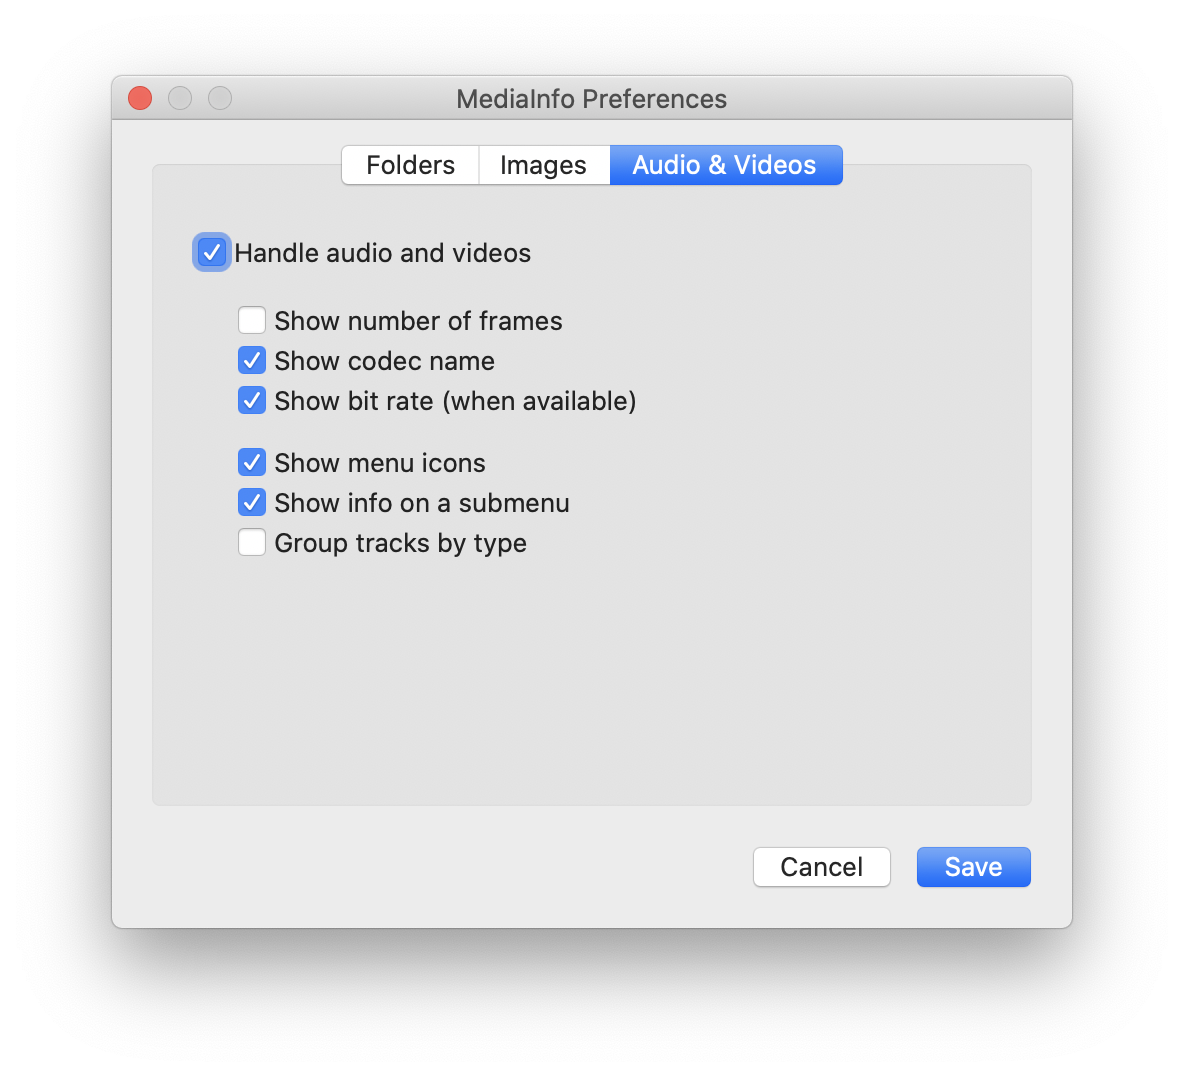 MediaInfo Preferences
Folders Images Audio & Videos
Handle audio and videos
Show number of frames
Show codec name
Show bit rate (when available)
Show menu icons
Show info on a submenu
Group tracks by type
Cancel Save